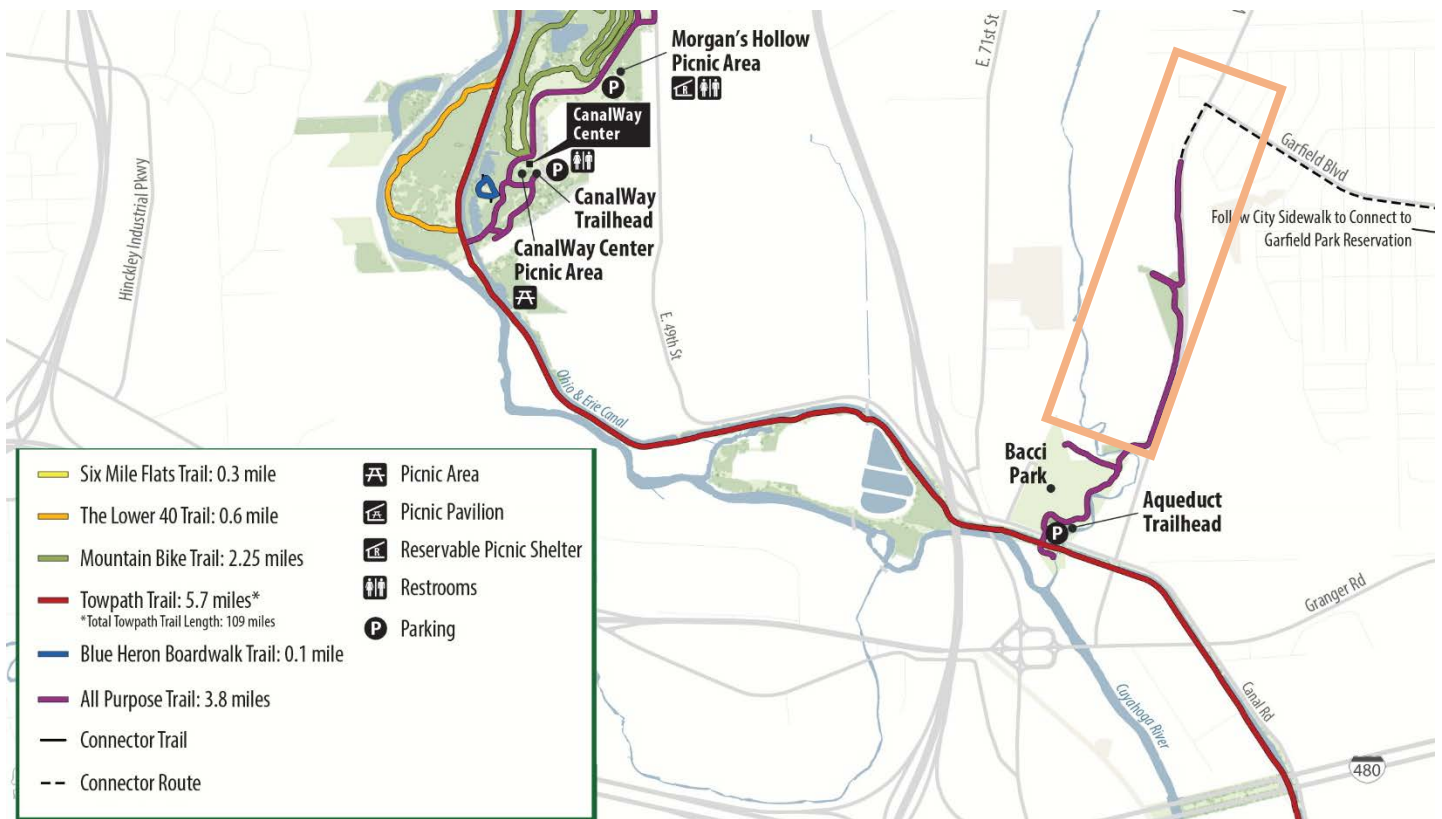 Morgan's Hollow
Picnic Area
P
R
CanalWay
Center
P
CanalWay
Trailhead
CanalWay Center
Picnic Area
Hinckley Industrial Pkwy
E. 49th St
E. 71st St
Ohio & Erie Canal
Garfield Blvd
Follow City Sidewalk to Connect to
Garfield Park Reservation
Bacci
Park
Aqueduct
Trailhead
P
Granger Rd
Canal Rd
Cuyahoga River
480
Six Mile Flats Trail: 0.3 mile
The Lower 40 Trail: 0.6 mile
Mountain Bike Trail: 2.25 miles
Towpath Trail: 5.7 miles*
*Total Towpath Trail Length: 109 miles
Blue Heron Boardwalk Trail: 0.1 mile
All Purpose Trail: 3.8 miles
Connector Trail
Connector Route
Picnic Area
Picnic Pavilion
R Reservable Picnic Shelter
Restrooms
P Parking